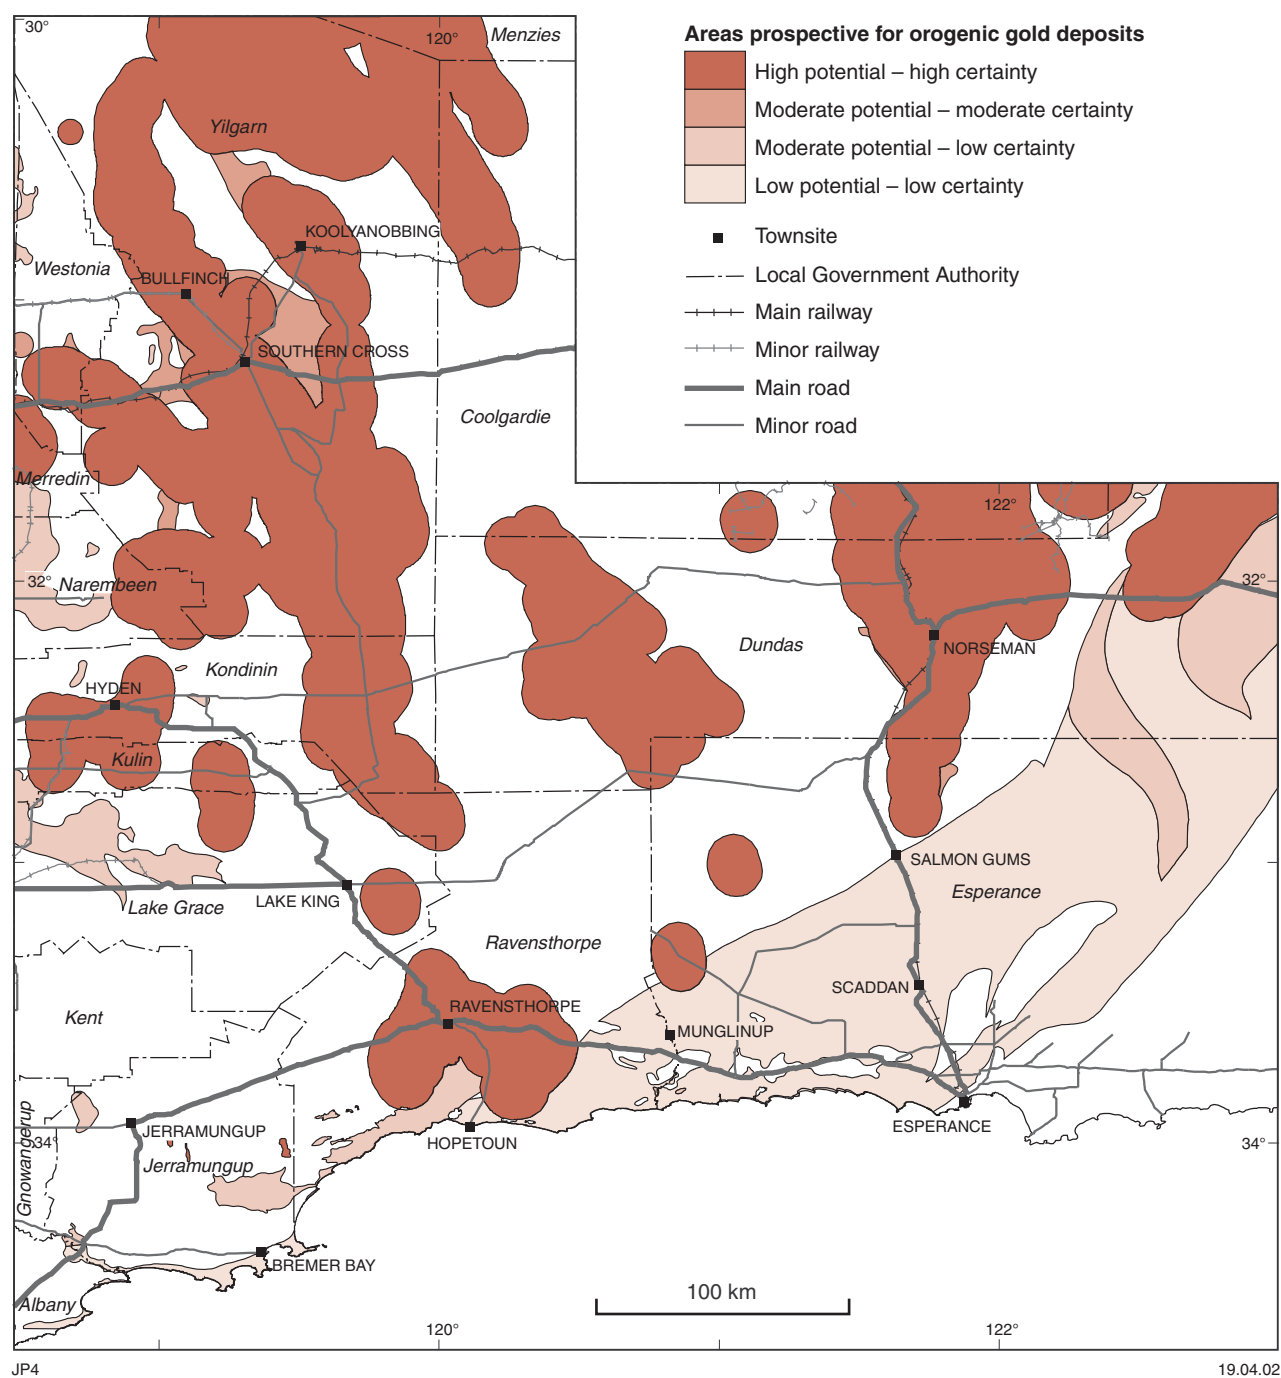 30°
120°
Menzies
Areas prospective for orogenic gold deposits
High potential – high certainty
Moderate potential – moderate certainty
Moderate potential – low certainty
Low potential – low certainty
Townsite
Local Government Authority
Main railway
Minor railway
Main road
Minor road
Yilgarn
KOOLYANOBBING
Westonia
BULLFINCH
SOUTHERN CROSS
Coolgardie
Merredin
122°
32°
Narembeen
32°
Dundas
NORSEMAN
Kondinin
HYDEN
Kulin
SALMON GUMS
Esperance
LAKE KING
Lake Grace
Ravensthorpe
SCADDAN
RAVENSTHORPE
Kent
MUNGLINUP
ESPERANCE
Gnowangerup
JERRAMUNGUP
34°
HOPETOUN
34°
Jerramungup
BREMER BAY
100 km
Albany
120°
122°
JP4
19.04.02